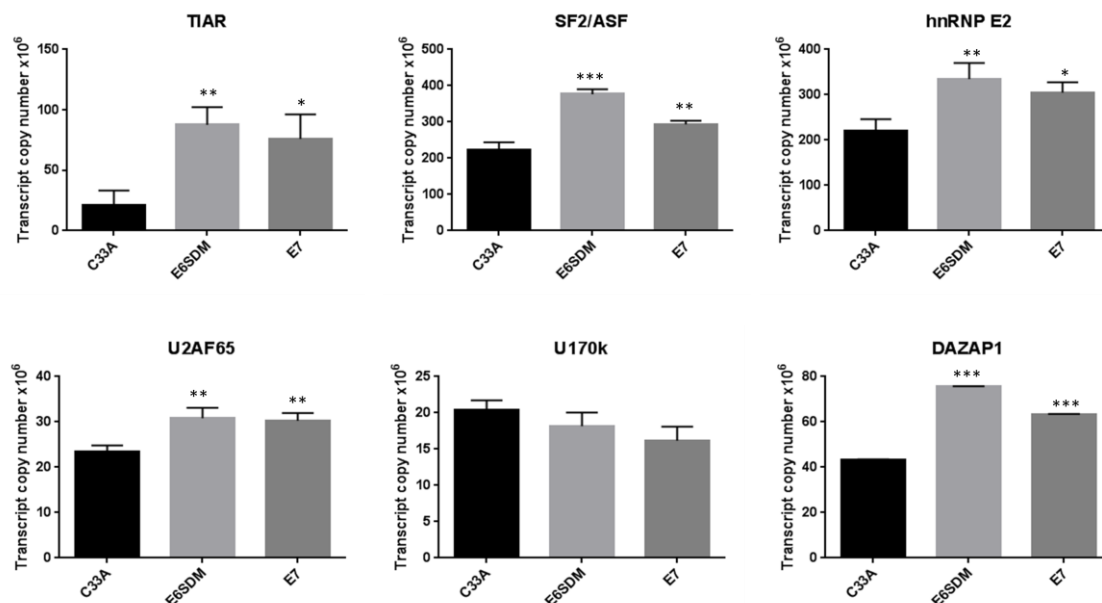 TIAR
Transcript copy number x10⁶
150
100
50
0
**
*
C33A
E6SDM
E7
SF2/ASF
Transcript copy number x10⁶
500
400
300
200
100
0
***
**
C33A
E6SDM
E7
hnRNP E2
Transcript copy number x10⁶
400
300
200
100
0
**
*
C33A
E6SDM
E7
U2AF65
Transcript copy number x10⁶
40
30
20
10
0
**
**
C33A
E6SDM
E7
U170k
Transcript copy number x10⁶
25
20
15
10
5
0
C33A
E6SDM
E7
DAZAP1
Transcript copy number x10⁶
80
60
40
20
0
***
***
C33A
E6SDM
E7